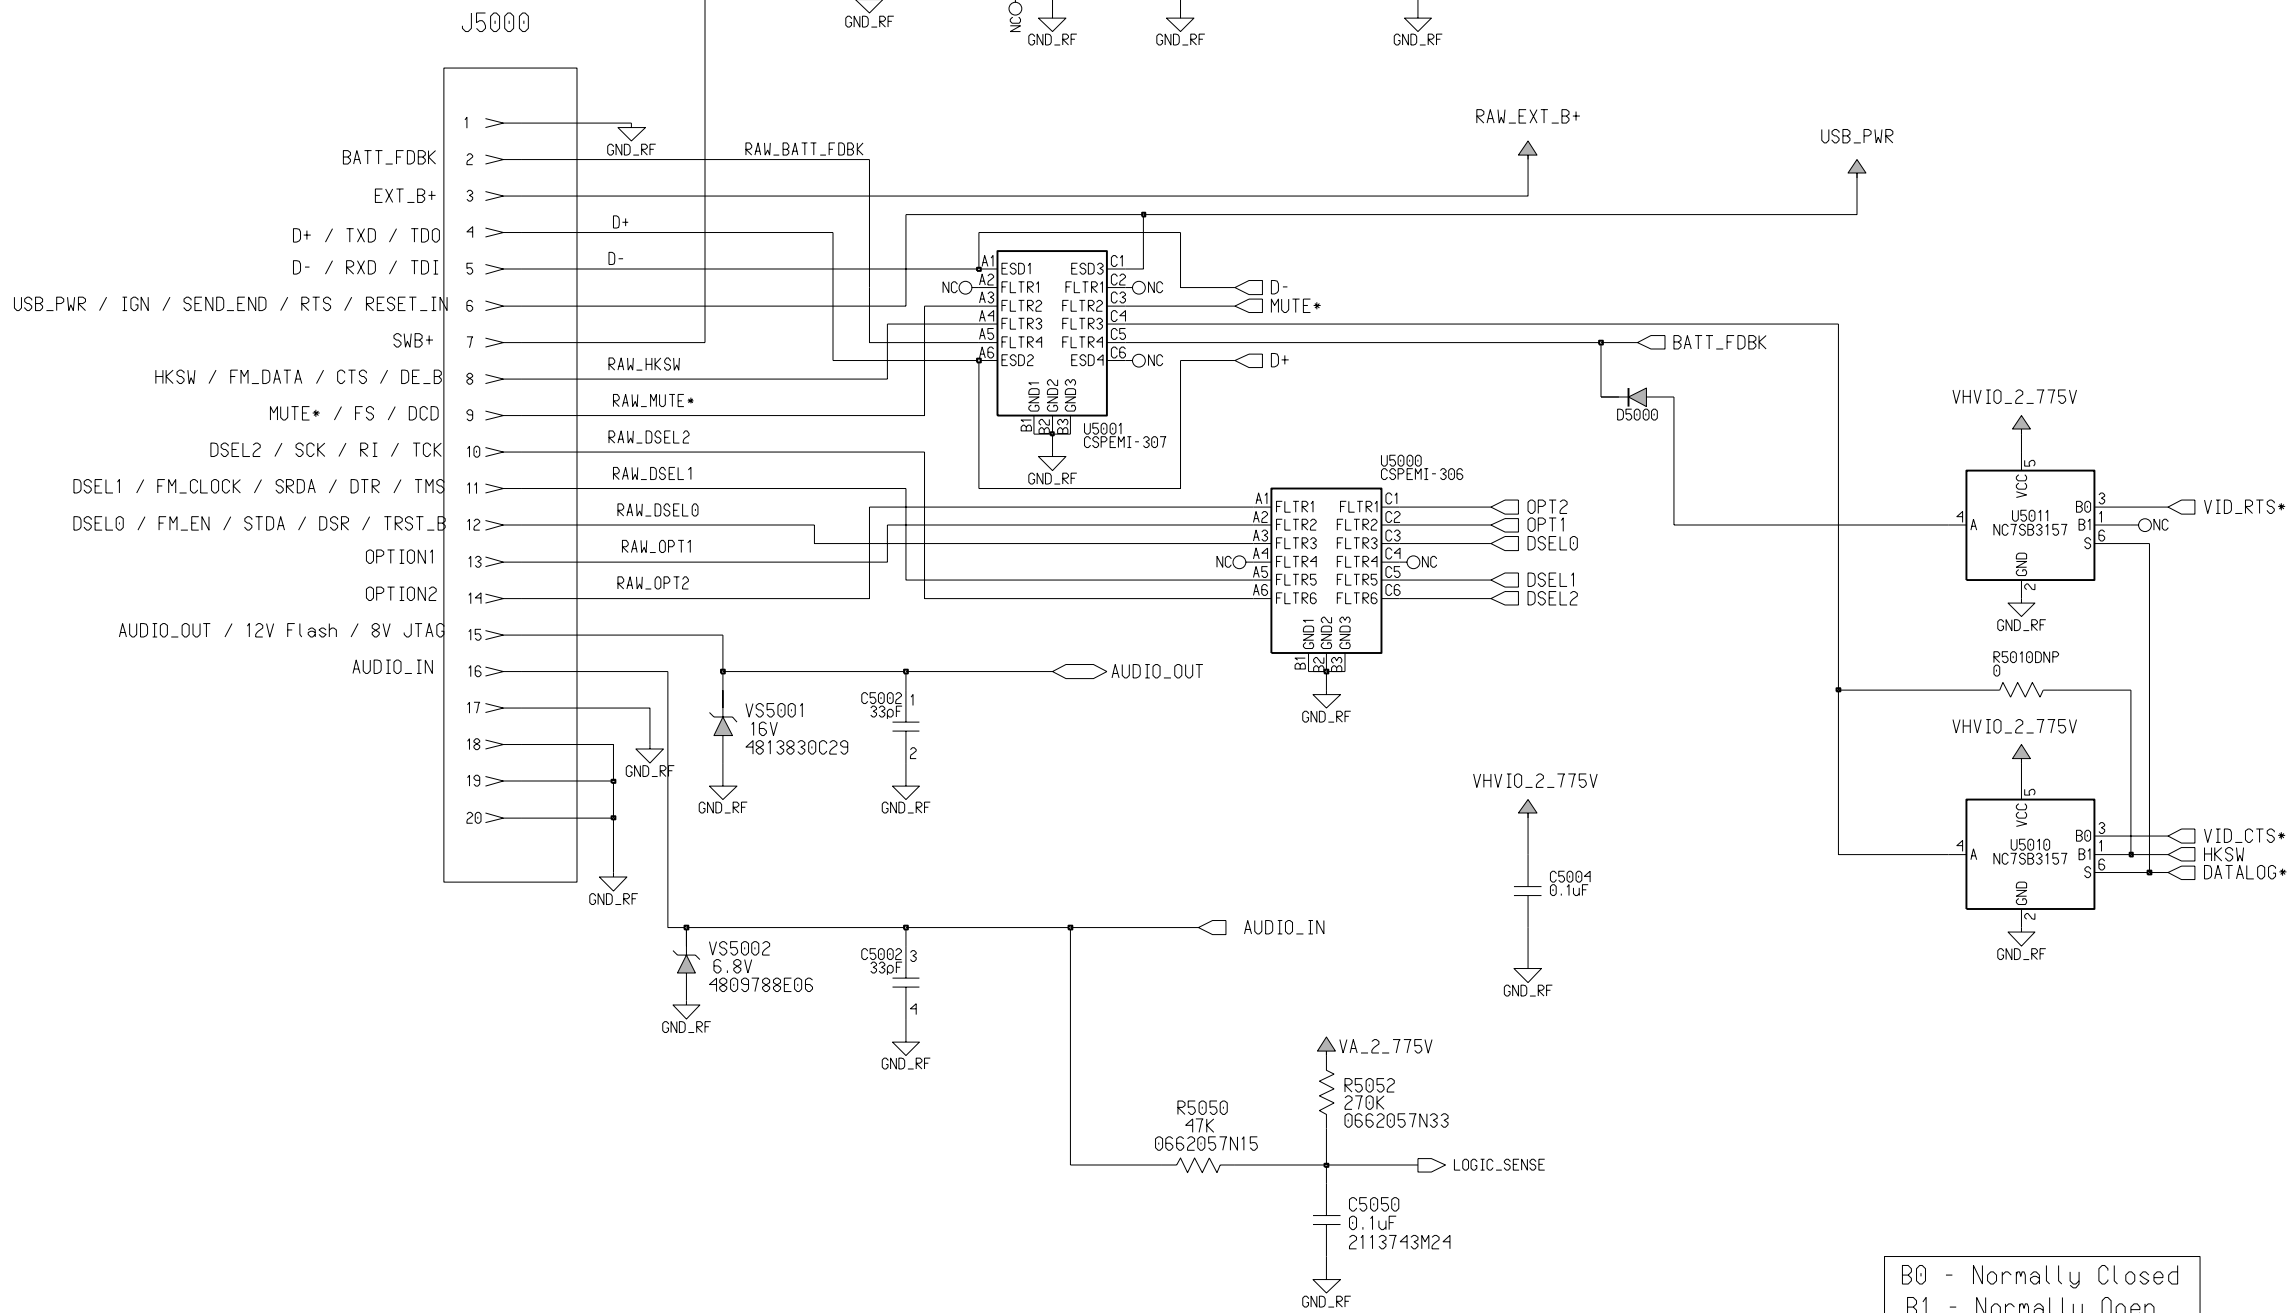 J5000
GND_RF
NC
GND_RF
GND_RF
GND_RF
1
GND_RF
BATT_FDBK
2
RAW_BATT_FDBK
EXT_B+
3
RAW_EXT_B+
USB_PWR
D+ / TXD / TDO
4
D+
D- / RXD / TDI
5
D-
USB_PWR / IGN / SEND_END / RTS / RESET_IN
6
SWB+
7
HKSW / FM_DATA / CTS / DE_B
8
RAW_HKSW
MUTE* / FS / DCD
9
RAW_MUTE*
DSEL2 / SCK / RI / TCK
10
RAW_DSEL2
DSEL1 / FM_CLOCK / SRDA / DTR / TMS
11
RAW_DSEL1
DSEL0 / FM_EN / STDA / DSR / TRST_B
12
RAW_DSEL0
OPTION1
13
RAW_OPT1
OPTION2
14
RAW_OPT2
AUDIO_OUT / 12V Flash / 8V JTAG
15
AUDIO_IN
16
17
18
19
20
GND_RF
GND_RF
A1 ESD1 ESD3 C1
NC A2 FLTR1 FLTR1 C2 NC
A3 FLTR2 FLTR2 C3
A4 FLTR3 FLTR3 C4
A5 FLTR4 FLTR4 C5
A6 ESD2 ESD4 C6 NC
GND1 GND2 GND3
B1 B2 B3
U5001
CSPEMI-307
GND_RF
D-
MUTE*
BATT_FDBK
D+
D5000
U5000
CSPEMI-306
A1 FLTR1 FLTR1 C1 OPT2
A2 FLTR2 FLTR2 C2 OPT1
A3 FLTR3 FLTR3 C3 DSEL0
NC A4 FLTR4 FLTR4 C4 NC
A5 FLTR5 FLTR5 C5 DSEL1
A6 FLTR6 FLTR6 C6 DSEL2
GND1 GND2 GND3
B1 B2 B3
GND_RF
VHVIO_2_775V
5
VCC
4 A
U5011
NC7SB3157
B0 3 VID_RTS*
B1 1 NC
S 6
GND
2
GND_RF
R5010DNP
0
VHVIO_2_775V
5
VCC
4 A
U5010
NC7SB3157
B0 3 VID_CTS*
B1 1 HKSW
S 6 DATALOG*
GND
2
GND_RF
AUDIO_OUT
VS5001
16V
4813830C29
GND_RF
C5002 1
33pF
2
GND_RF
VHVIO_2_775V
C5004
0.1uF
GND_RF
AUDIO_IN
VS5002
6.8V
4809788E06
GND_RF
C5002 3
33pF
4
GND_RF
VA_2_775V
R5052
270K
0662057N33
R5050
47K
0662057N15
LOGIC_SENSE
C5050
0.1uF
2113743M24
GND_RF
B0 - Normally Closed
B1 - Normally Open